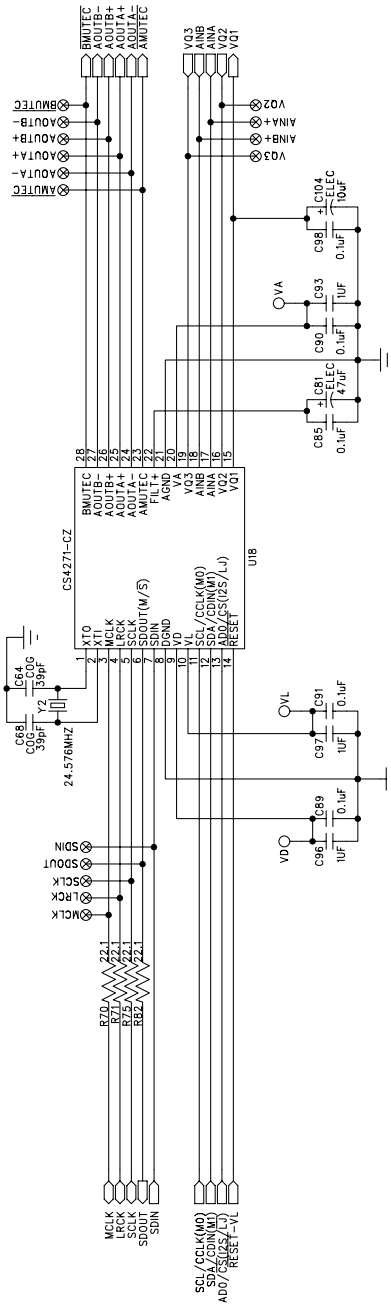 BMUTEC
AOUTB-
AOUTB+
AOUTA+
AOUTA-
AMUTEC
VQ3
AINB
AINA
VQ2
VQ1
BMUTEC
AOUTB-
AOUTB+
AOUTA+
AOUTA-
AMUTEC
VQ2
AINA+
AINB+
VQ3
C104
ELEC
10uF
+
C98
0.1uF
VA
C93
1UF
C90
0.1uF
C81
ELEC
47uF
+
C85
0.1uF
28
27
26
25
24
23
22
21
20
19
18
17
16
15
BMUTEC
AOUTB-
AOUTB+
AOUTA+
AOUTA-
AMUTEC
FILT+
AGND
VA
VQ3
AINB
AINA
VQ2
VQ1
CS4271-CZ
U18
XTO
XTI
MCLK
LRCK
SCLK
SDOUT(M/S)
SDIN
DGND
VD
VL
SCL/CCLK(M0)
SDA/CDIN(M1)
AD0/CS(I2S/LJ)
RESET
1
2
3
4
5
6
7
8
9
10
11
12
13
14
C64
COG
39pF
C68
COG
39pF
Y2
24.576MHZ
VL
C91
0.1uF
C97
1UF
VD
C89
0.1uF
C96
1UF
SDIN
SDOUT
SCLK
LRCK
MCLK
R70
22.1
R71
22.1
R75
22.1
R82
22.1
MCLK
LRCK
SCLK
SDOUT
SDIN
SCL/CCLK(M0)
SDA/CDIN(M1)
AD0/CS(I2S/LJ)
RESET-VL